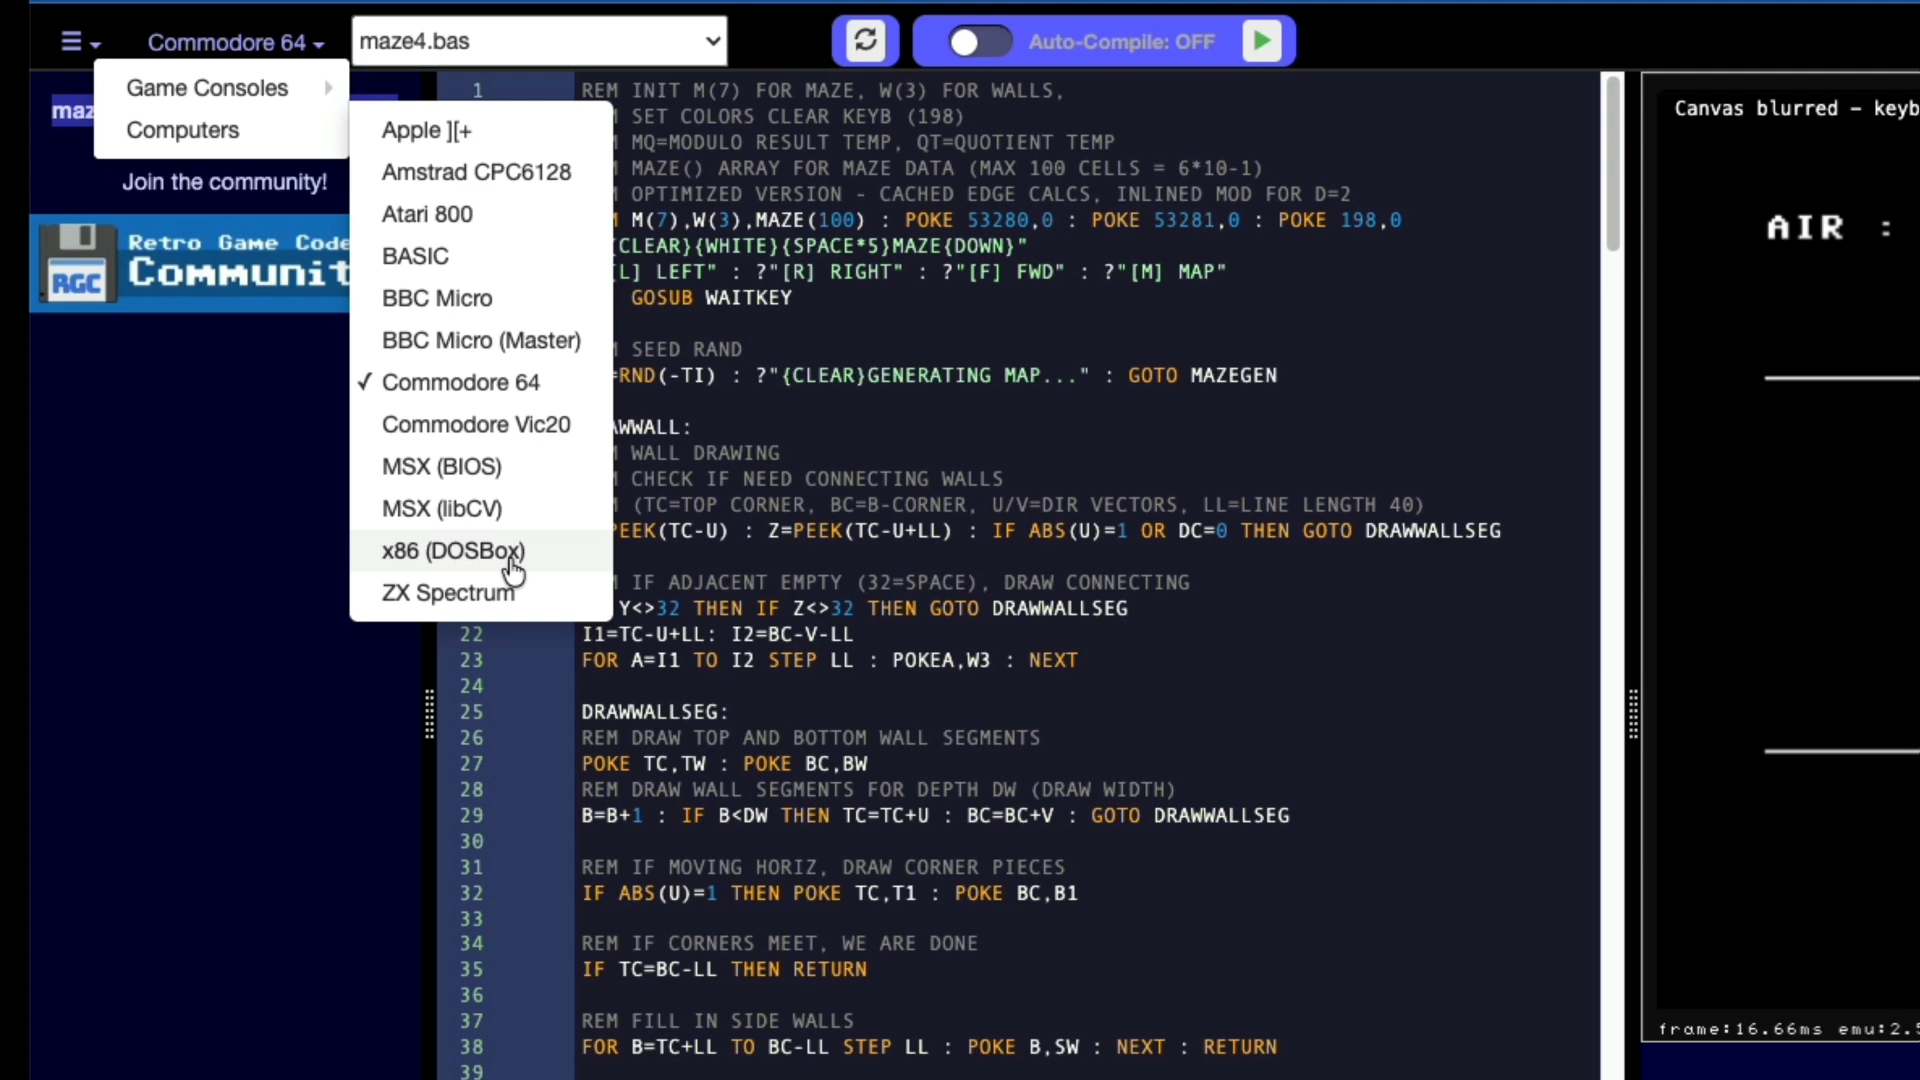 Commodore 64
maze4.bas
Auto-Compile: OFF
Game Consoles
Computers
maz
Join the community!
Retro Game Code
Communit
RGC
Apple ][+
Amstrad CPC6128
Atari 800
BASIC
BBC Micro
BBC Micro (Master)
✓ Commodore 64
Commodore Vic20
MSX (BIOS)
MSX (libCV)
x86 (DOSBox)
ZX Spectrum
1 REM INIT M(7) FOR MAZE, W(3) FOR WALLS,
SET COLORS CLEAR KEYB (198)
MQ=MODULO RESULT TEMP, QT=QUOTIENT TEMP
MAZE() ARRAY FOR MAZE DATA (MAX 100 CELLS = 6*10-1)
OPTIMIZED VERSION - CACHED EDGE CALCS, INLINED MOD FOR D=2
M(7),W(3),MAZE(100) : POKE 53280,0 : POKE 53281,0 : POKE 198,0
{CLEAR}{WHITE}{SPACE*5}MAZE{DOWN}"
[L] LEFT" : ?"[R] RIGHT" : ?"[F] FWD" : ?"[M] MAP"
GOSUB WAITKEY
SEED RAND
=RND(-TI) : ?"{CLEAR}GENERATING MAP..." : GOTO MAZEGEN
AWWALL:
WALL DRAWING
CHECK IF NEED CONNECTING WALLS
(TC=TOP CORNER, BC=B-CORNER, U/V=DIR VECTORS, LL=LINE LENGTH 40)
PEEK(TC-U) : Z=PEEK(TC-U+LL) : IF ABS(U)=1 OR DC=0 THEN GOTO DRAWWALLSEG
IF ADJACENT EMPTY (32=SPACE), DRAW CONNECTING
Y<>32 THEN IF Z<>32 THEN GOTO DRAWWALLSEG
22 I1=TC-U+LL: I2=BC-V-LL
23 FOR A=I1 TO I2 STEP LL : POKEA,W3 : NEXT
24
25 DRAWWALLSEG:
26 REM DRAW TOP AND BOTTOM WALL SEGMENTS
27 POKE TC,TW : POKE BC,BW
28 REM DRAW WALL SEGMENTS FOR DEPTH DW (DRAW WIDTH)
29 B=B+1 : IF B<DW THEN TC=TC+U : BC=BC+V : GOTO DRAWWALLSEG
30
31 REM IF MOVING HORIZ, DRAW CORNER PIECES
32 IF ABS(U)=1 THEN POKE TC,T1 : POKE BC,B1
33
34 REM IF CORNERS MEET, WE ARE DONE
35 IF TC=BC-LL THEN RETURN
36
37 REM FILL IN SIDE WALLS
38 FOR B=TC+LL TO BC-LL STEP LL : POKE B,SW : NEXT : RETURN
39
Canvas blurred – keyb
AIR :
frame:16.66ms emu:2.5